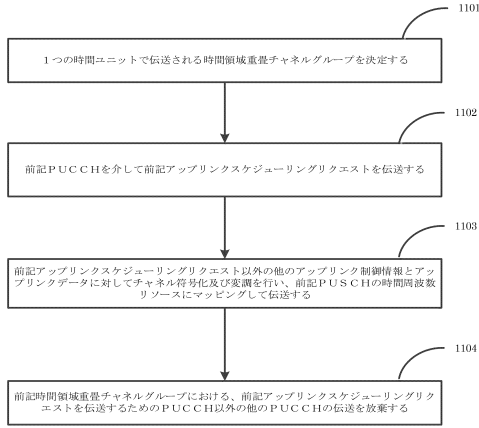 1101
１つの時間ユニットで伝送される時間領域重畳チャネルグループを決定する
1102
前記ＰＵＣＣＨを介して前記アップリンクスケジューリングリクエストを伝送する
1103
前記アップリンクスケジューリングリクエスト以外の他のアップリンク制御情報とアッ
プリンクデータに対してチャネル符号化及び変調を行い、前記ＰＵＳＣＨの時間周波数
リソースにマッピングして伝送する
1104
前記時間領域重畳チャネルグループにおける、前記アップリンクスケジューリングリク
エストを伝送するためのＰＵＣＣＨ以外の他のＰＵＣＣＨの伝送を放棄する